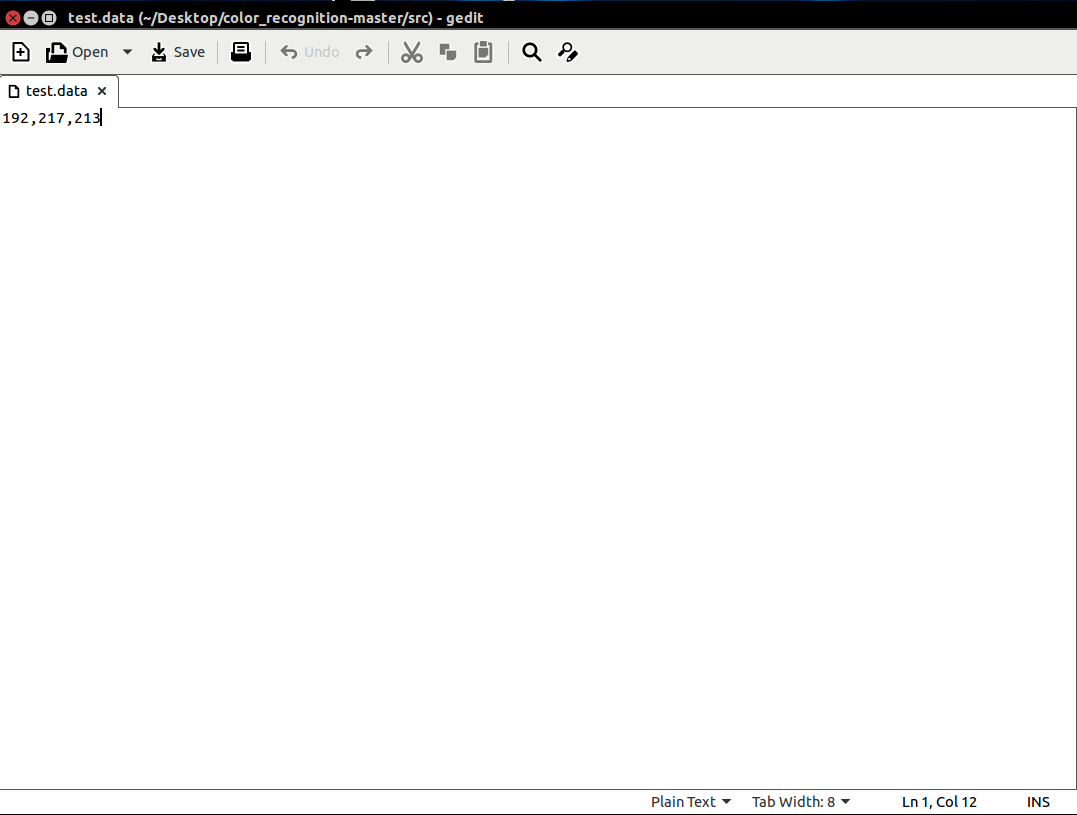 test.data (~/Desktop/color_recognition-master/src) - gedit
Open Save Undo
test.data
192,217,213
Plain Text Tab Width: 8 Ln 1, Col 12 INS